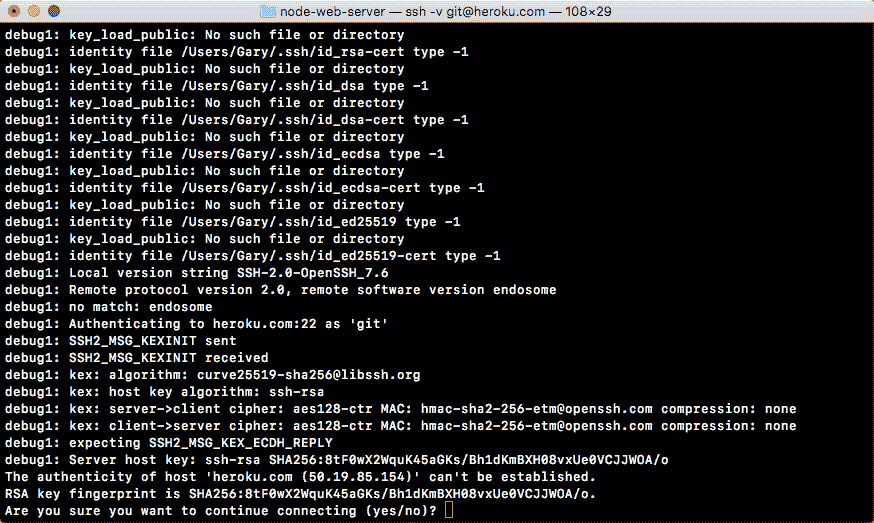 node-web-server — ssh -v git@heroku.com — 108×29
debug1: key_load_public: No such file or directory
debug1: identity file /Users/Gary/.ssh/id_rsa-cert type -1
debug1: key_load_public: No such file or directory
debug1: identity file /Users/Gary/.ssh/id_dsa type -1
debug1: key_load_public: No such file or directory
debug1: identity file /Users/Gary/.ssh/id_dsa-cert type -1
debug1: key_load_public: No such file or directory
debug1: identity file /Users/Gary/.ssh/id_ecdsa type -1
debug1: key_load_public: No such file or directory
debug1: identity file /Users/Gary/.ssh/id_ecdsa-cert type -1
debug1: key_load_public: No such file or directory
debug1: identity file /Users/Gary/.ssh/id_ed25519 type -1
debug1: key_load_public: No such file or directory
debug1: identity file /Users/Gary/.ssh/id_ed25519-cert type -1
debug1: Local version string SSH-2.0-OpenSSH_7.6
debug1: Remote protocol version 2.0, remote software version endosome
debug1: no match: endosome
debug1: Authenticating to heroku.com:22 as 'git'
debug1: SSH2_MSG_KEXINIT sent
debug1: SSH2_MSG_KEXINIT received
debug1: kex: algorithm: curve25519-sha256@libssh.org
debug1: kex: host key algorithm: ssh-rsa
debug1: kex: server->client cipher: aes128-ctr MAC: hmac-sha2-256-etm@openssh.com compression: none
debug1: kex: client->server cipher: aes128-ctr MAC: hmac-sha2-256-etm@openssh.com compression: none
debug1: expecting SSH2_MSG_KEX_ECDH_REPLY
debug1: Server host key: ssh-rsa SHA256:8tF0wX2WquK45aGKs/Bh1dKmBXH08vxUe0VCJJWOA/o
The authenticity of host 'heroku.com (50.19.85.154)' can't be established.
RSA key fingerprint is SHA256:8tF0wX2WquK45aGKs/Bh1dKmBXH08vxUe0VCJJWOA/o.
Are you sure you want to continue connecting (yes/no)?